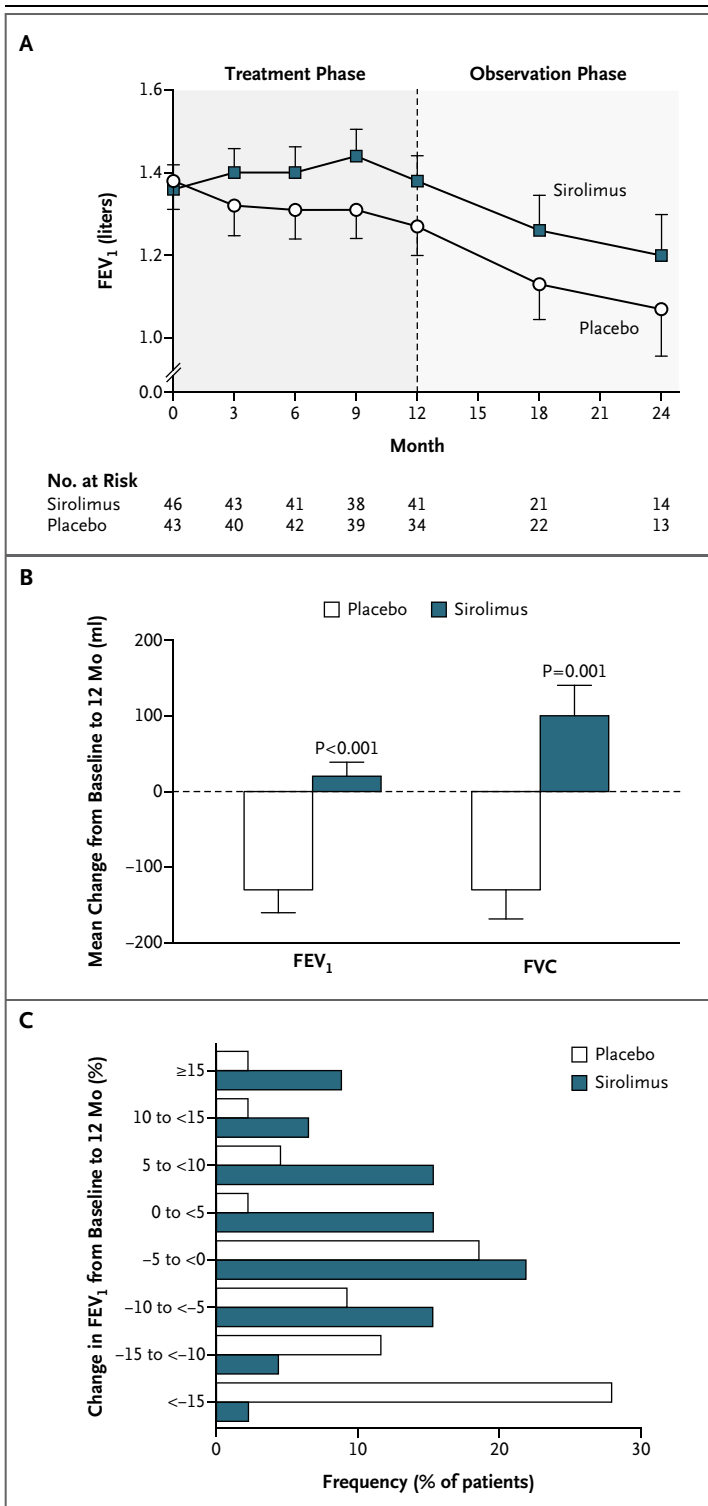 A
Treatment Phase Observation Phase
1.6
1.4
1.2
1.0
0.0
FEV1 (liters)
Sirolimus
Placebo
0 3 6 9 12 15 18 21 24
Month
No. at Risk
Sirolimus 46 43 41 38 41 21 14
Placebo 43 40 42 39 34 22 13
B
Placebo Sirolimus
Mean Change from Baseline to 12 Mo (ml)
200
100
0
–100
–200
P<0.001
P=0.001
FEV1 FVC
C
Placebo
Sirolimus
Change in FEV1 from Baseline to 12 Mo (%)
≥15
10 to <15
5 to <10
0 to <5
–5 to <0
–10 to <–5
–15 to <–10
<–15
0 10 20 30
Frequency (% of patients)